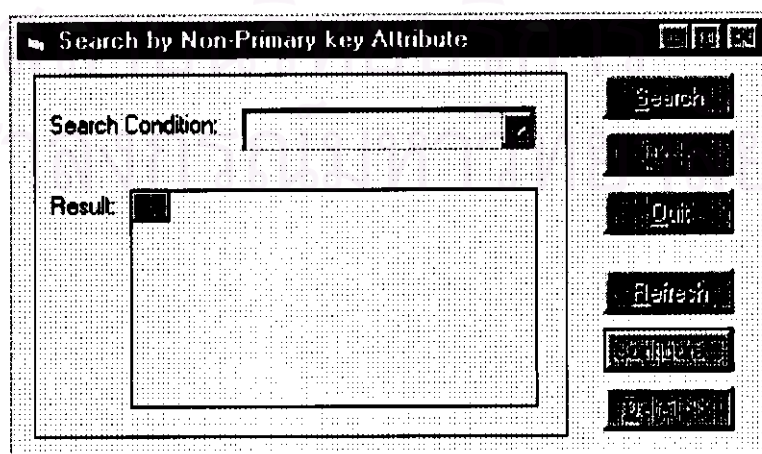 Search by Non-Primary key Attribute
Search Condition:
Result:
Search
Quit
Refresh